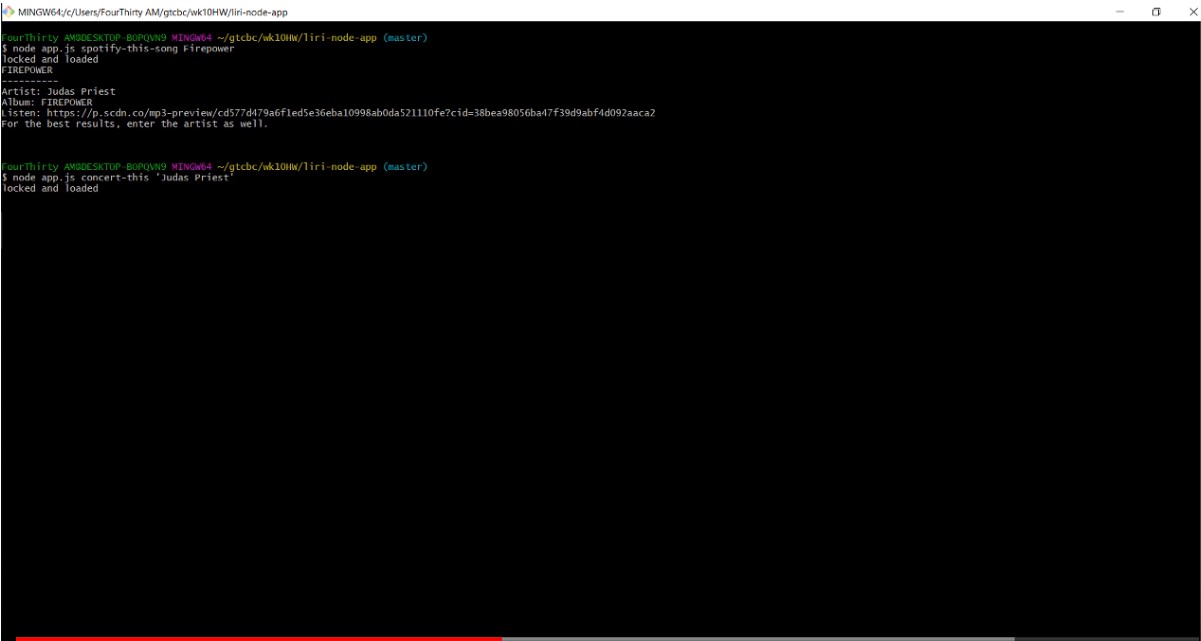 MINGW64:/c/Users/FourThirty AM/gtcbc/wk10HW/liri-node-app
FourThirty AM@DESKTOP-BOPQVN9 MINGW64 ~/gtcbc/wk10HW/liri-node-app (master)
$ node app.js spotify-this-song Firepower
locked and loaded
FIREPOWER
----------
Artist: Judas Priest
Album: FIREPOWER
Listen: https://p.scdn.co/mp3-preview/cd577d479a6f1ed5e36eba10998ab0da521110fe?cid=38bea98056ba47f39d9abf4d092aaca2
For the best results, enter the artist as well.
FourThirty AM@DESKTOP-BOPQVN9 MINGW64 ~/gtcbc/wk10HW/liri-node-app (master)
$ node app.js concert-this 'Judas Priest'
locked and loaded